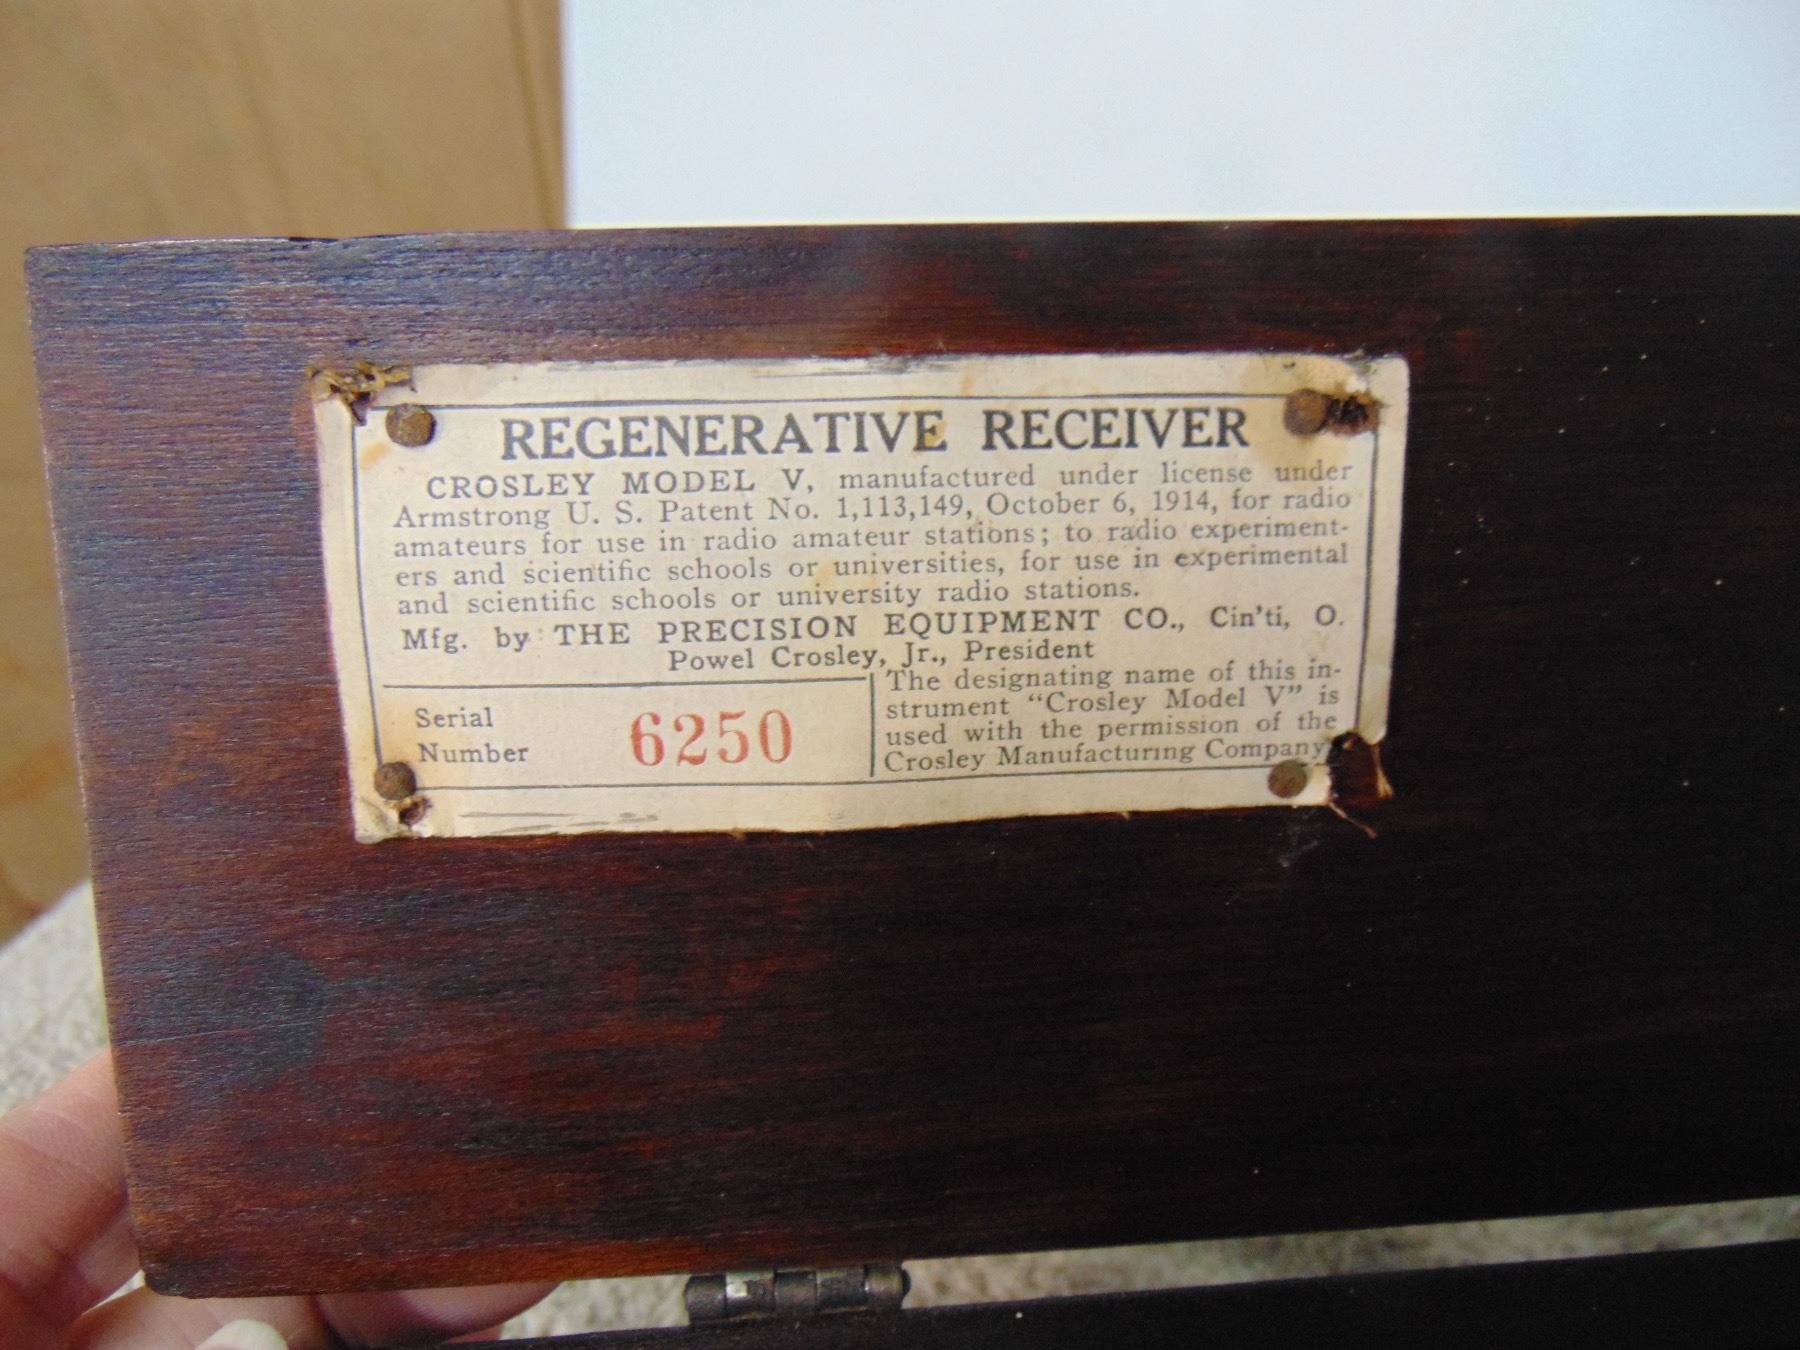 REGENERATIVE RECEIVER
CROSLEY MODEL V, manufactured under license under
Armstrong U. S. Patent No. 1,113,149, October 6, 1914, for radio
amateurs for use in radio amateur stations; to radio experiment-
ers and scientific schools or universities, for use in experimental
and scientific schools or university radio stations.
Mfg. by THE PRECISION EQUIPMENT CO., Cin'ti, O.
Powel Crosley, Jr., President
Serial
Number
6250
The designating name of this in-
strument “Crosley Model V” is
used with the permission of the
Crosley Manufacturing Company